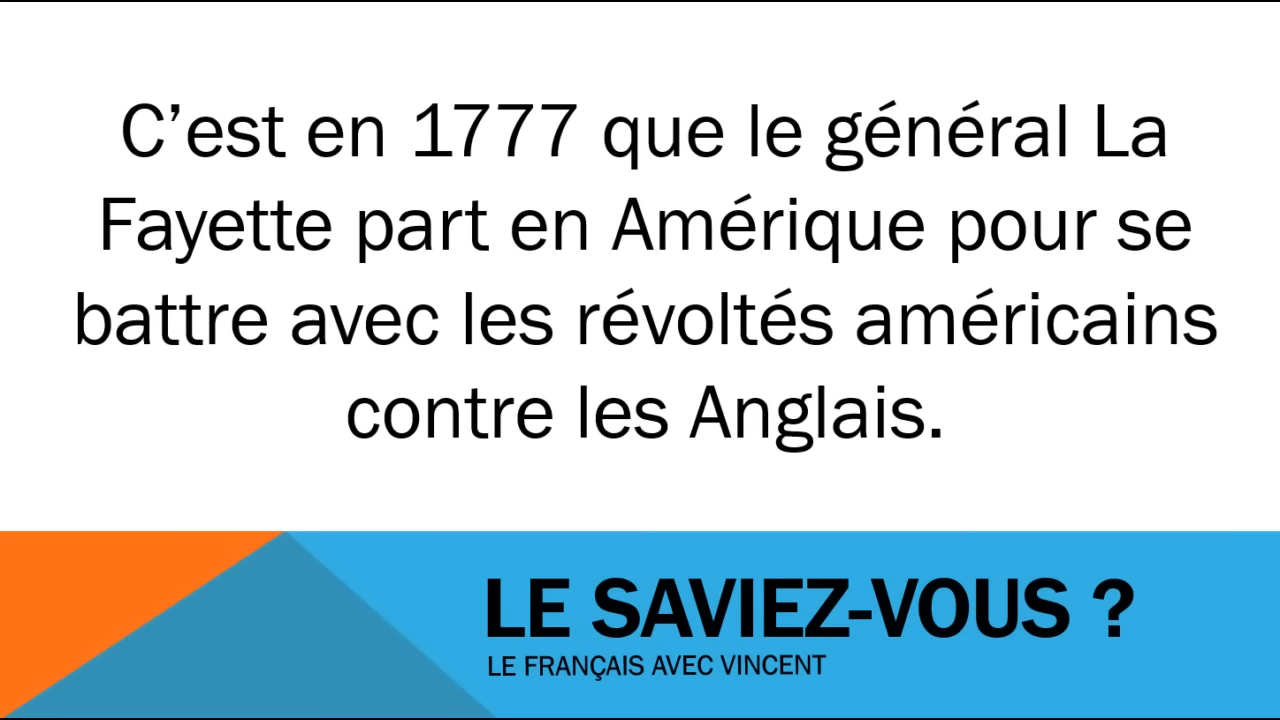 C’est en 1777 que le général La
Fayette part en Amérique pour se
battre avec les révoltés américains
contre les Anglais.
LE SAVIEZ-VOUS ?
LE FRANÇAIS AVEC VINCENT